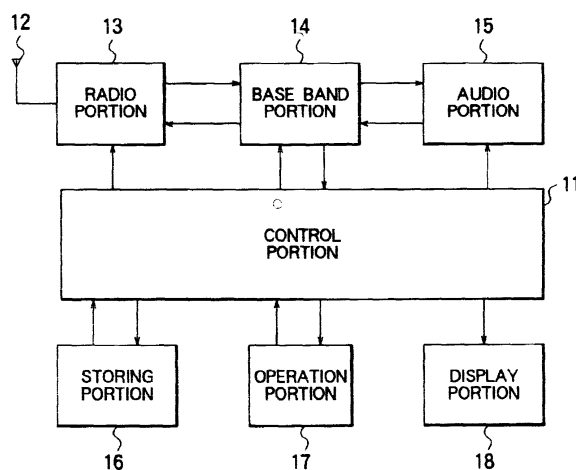 12
13
14
15
RADIO
PORTION
BASE BAND
PORTION
AUDIO
PORTION
11
CONTROL
PORTION
STORING
PORTION
OPERATION
PORTION
DISPLAY
PORTION
16
17
18